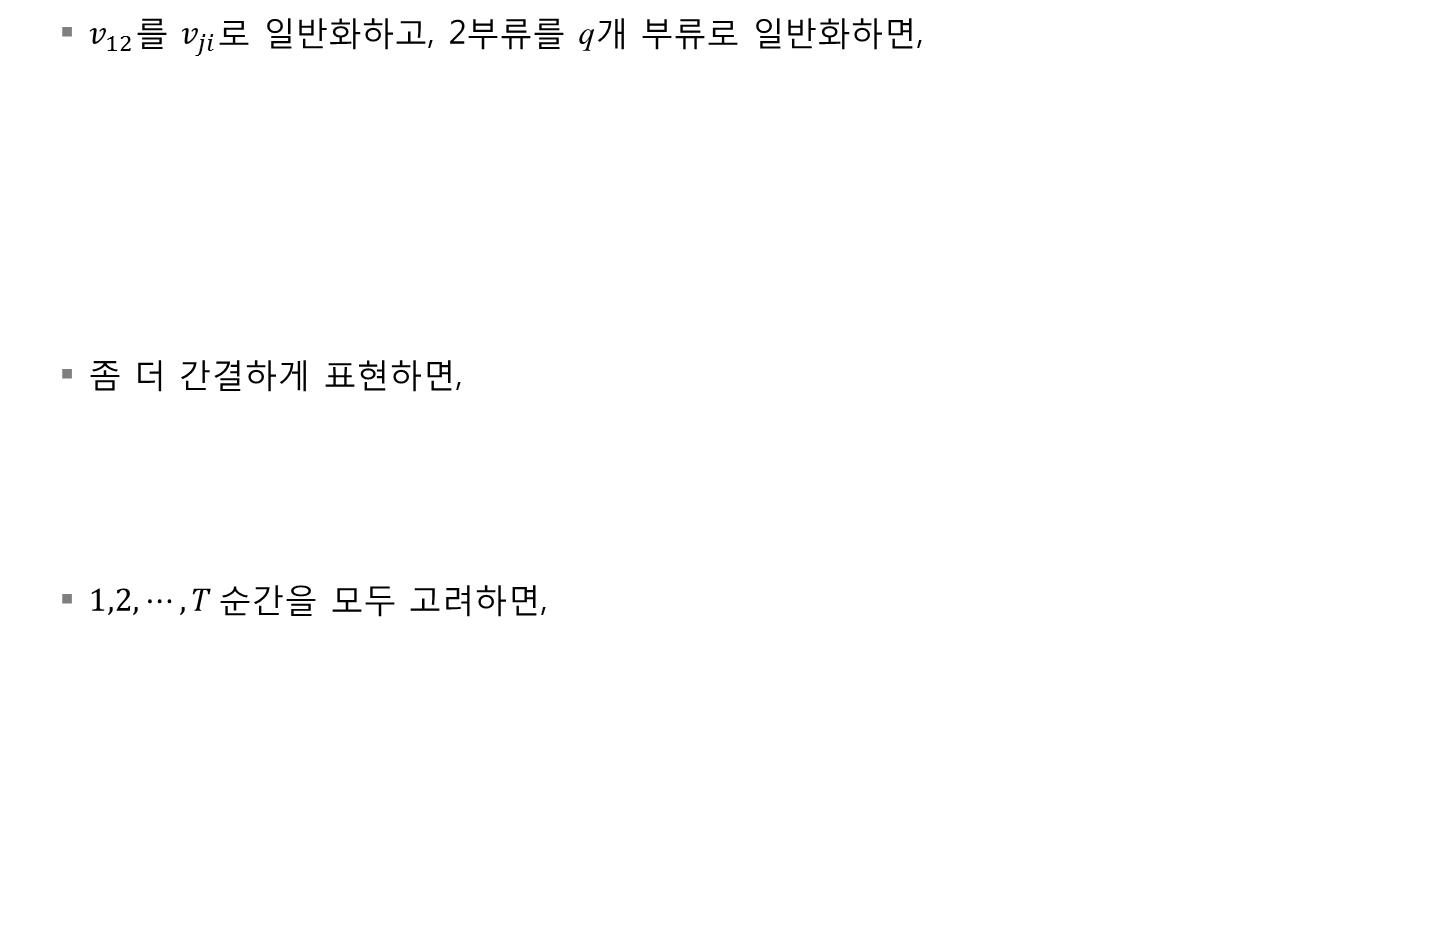 ▪ 𝑣₁₂를 𝑣ⱼᵢ로 일반화하고, 2부류를 𝑞개 부류로 일반화하면,
▪ 좀 더 간결하게 표현하면,
▪ 1,2, ⋯ , 𝑇 순간을 모두 고려하면,